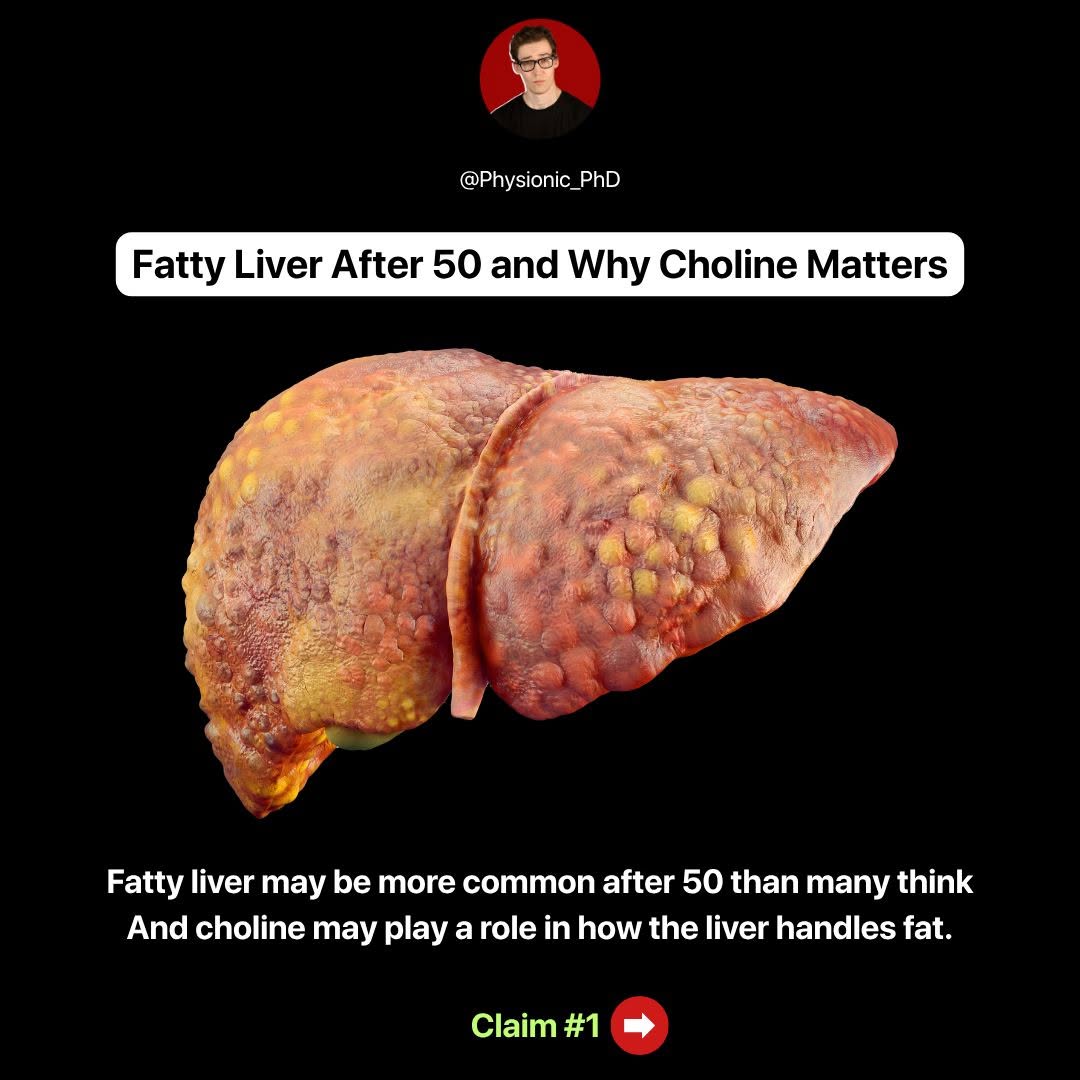 @Physionic_PhD
Fatty Liver After 50 and Why Choline Matters
Fatty liver may be more common after 50 than many think
And choline may play a role in how the liver handles fat.
Claim #1